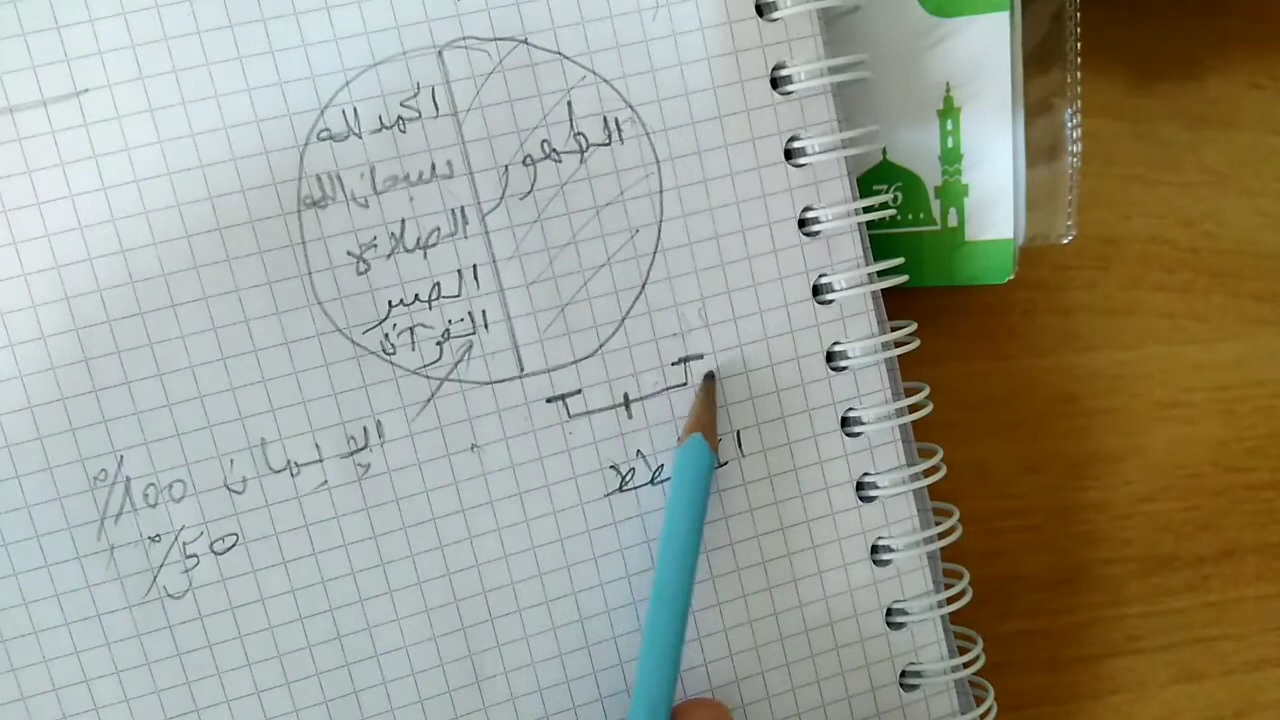 الطهور
الحمد لله
سبحان الله
الصلاة
الصبر
القرآن
الإيمان 100%
50%
76